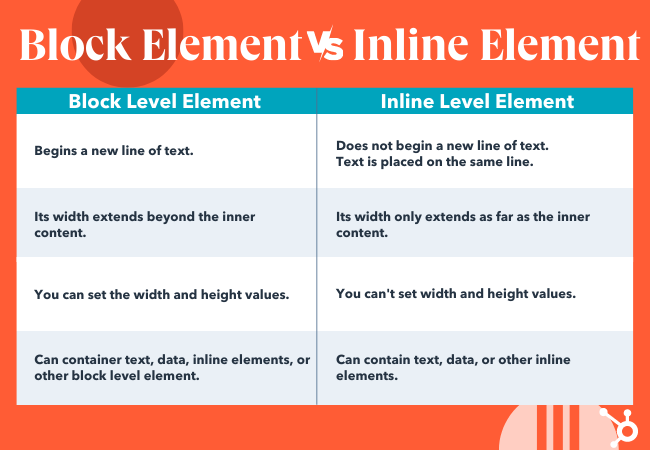 Block Element vs Inline Element
Block Level Element
Inline Level Element
Begins a new line of text.
Does not begin a new line of text.
Text is placed on the same line.
Its width extends beyond the inner
content.
Its width only extends as far as the inner
content.
You can set the width and height values.
You can't set width and height values.
Can container text, data, inline elements, or
other block level element.
Can contain text, data, or other inline
elements.